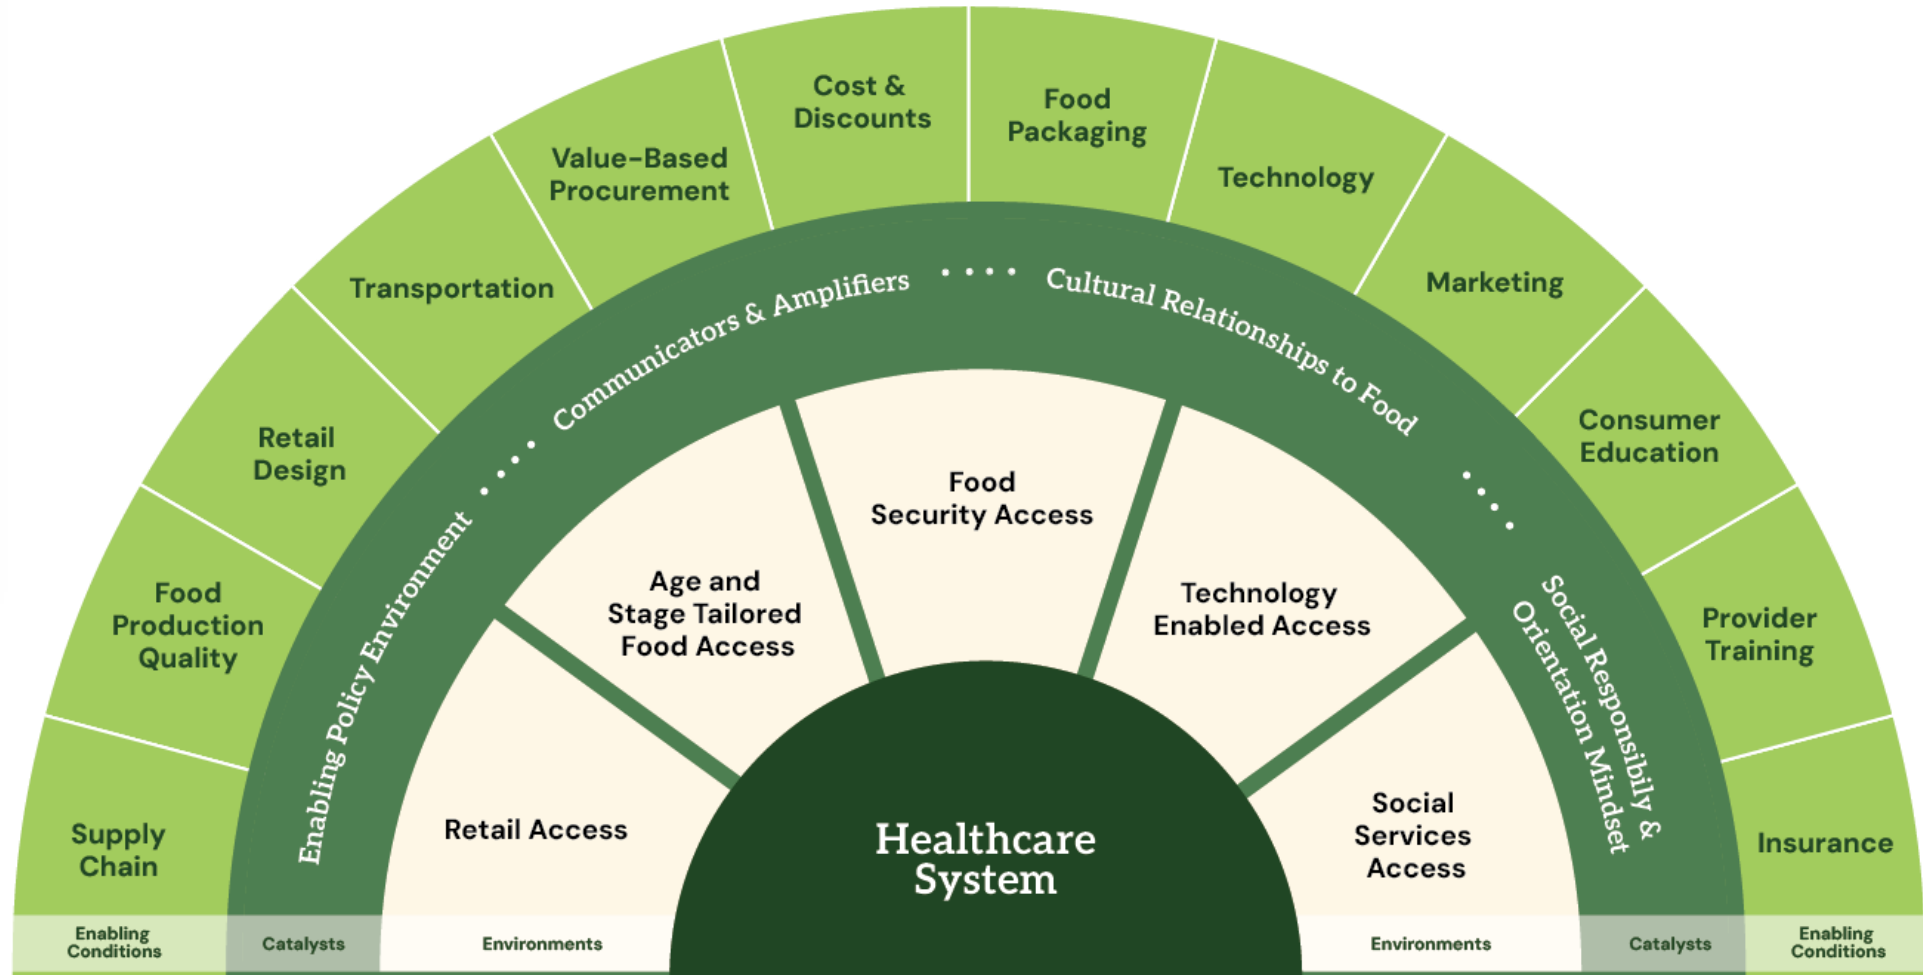 Cost &
Discounts
Food
Packaging
Value-Based
Procurement
Technology
Transportation
Marketing
Retail
Design
Consumer
Education
Food
Production
Quality
Provider
Training
Supply
Chain
Insurance
Enabling Policy Environment
Communicators & Amplifiers
Cultural Relationships to Food
Social Responsibily &
Orientation Mindset
Food
Security Access
Age and
Stage Tailored
Food Access
Technology
Enabled Access
Retail Access
Social
Services
Access
Healthcare
System
Enabling
Conditions
Catalysts
Environments
Environments
Catalysts
Enabling
Conditions